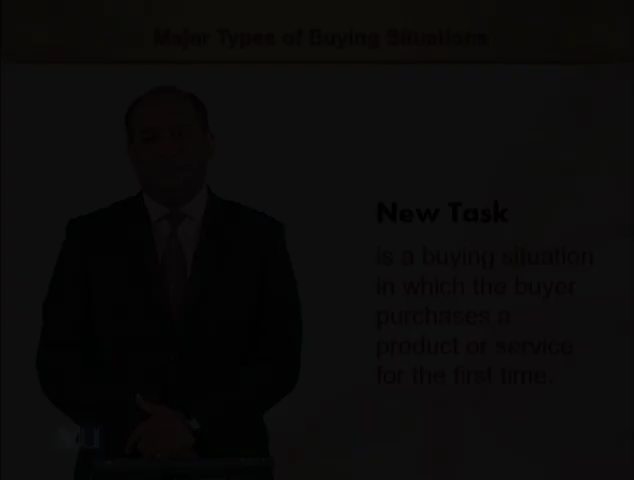 Major Types of Buying Situations
New Task
is a buying situation
in which the buyer
purchases a
product or service
for the first time.